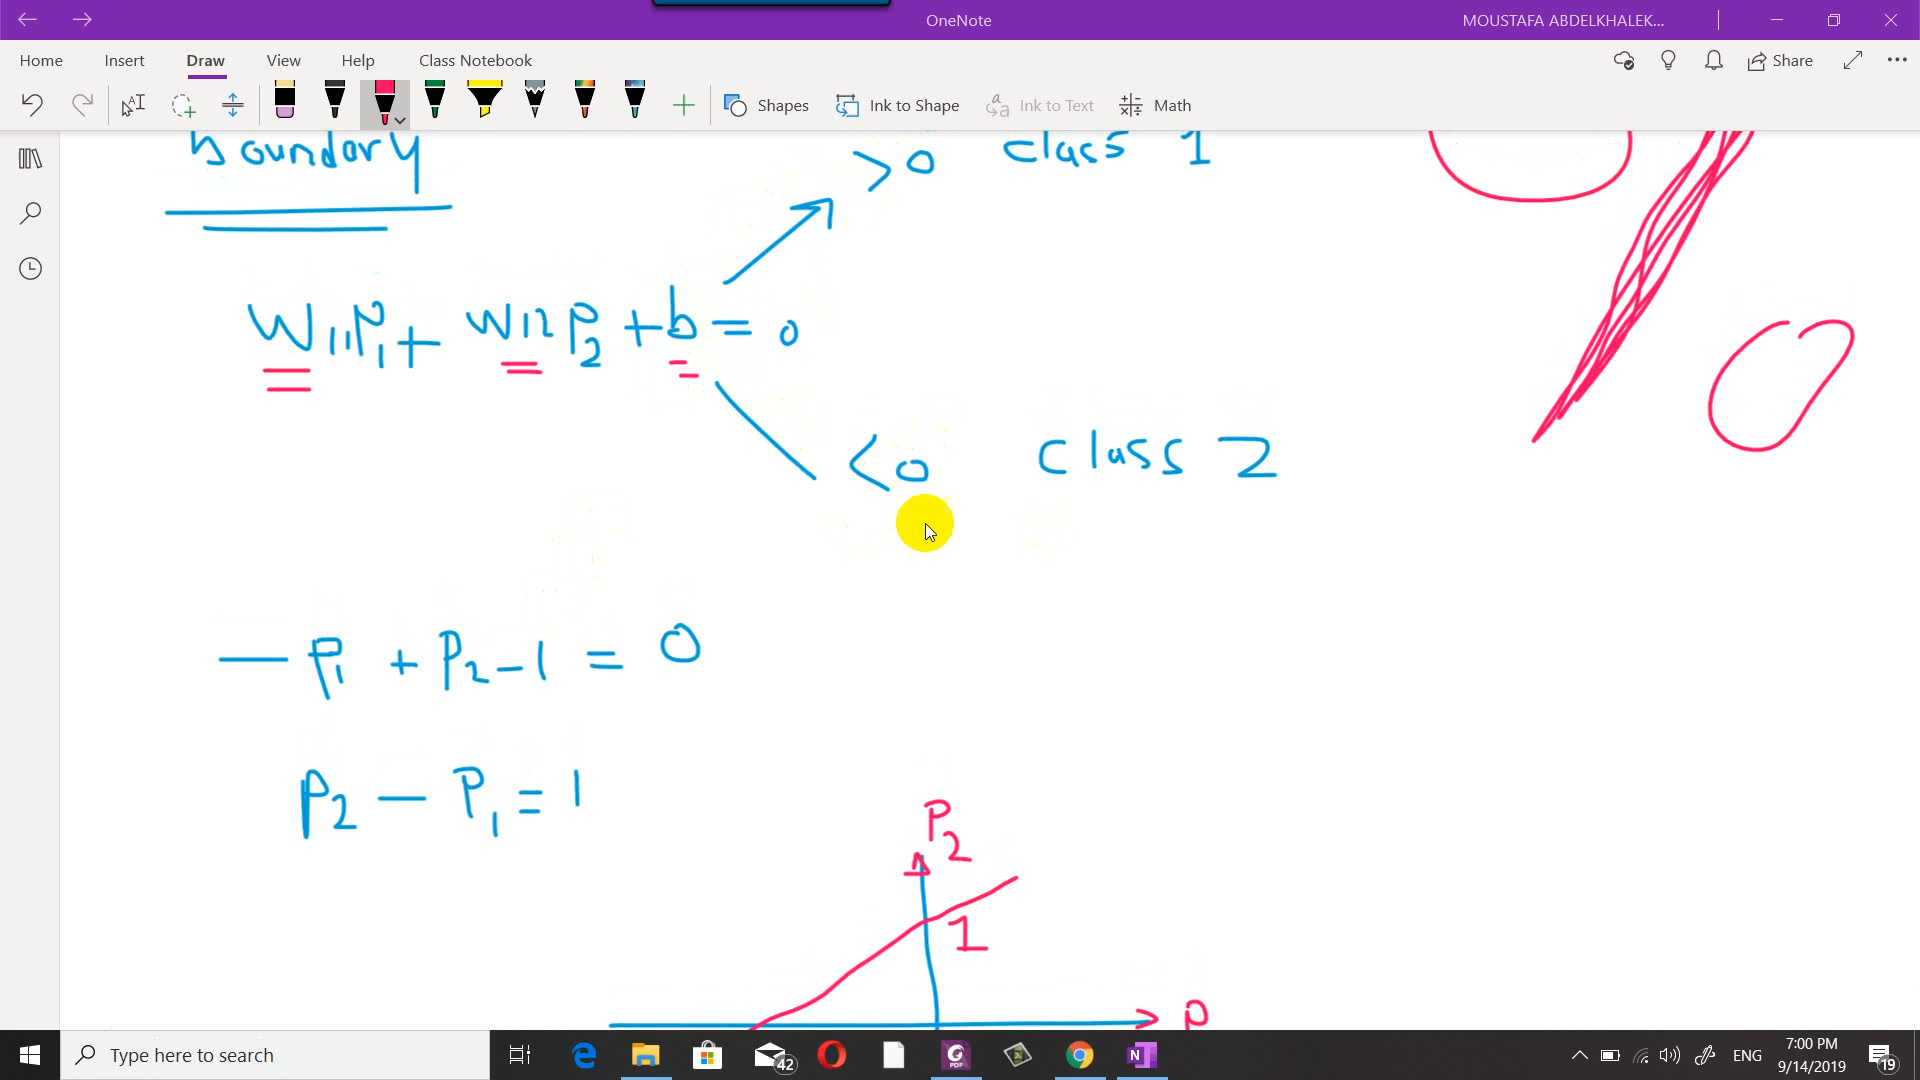 OneNote
MOUSTAFA ABDELKHALEK...
Home Insert Draw View Help Class Notebook
Share
Shapes Ink to Shape Ink to Text Math
boundary
>0 class 1
W11P1 + W12P2 + b = 0
<0 class 2
— P1 + P2 - 1 = 0
P2 — P1 = 1
P2
1
P
Type here to search
42
PDF
N
ENG
7:00 PM
9/14/2019
19